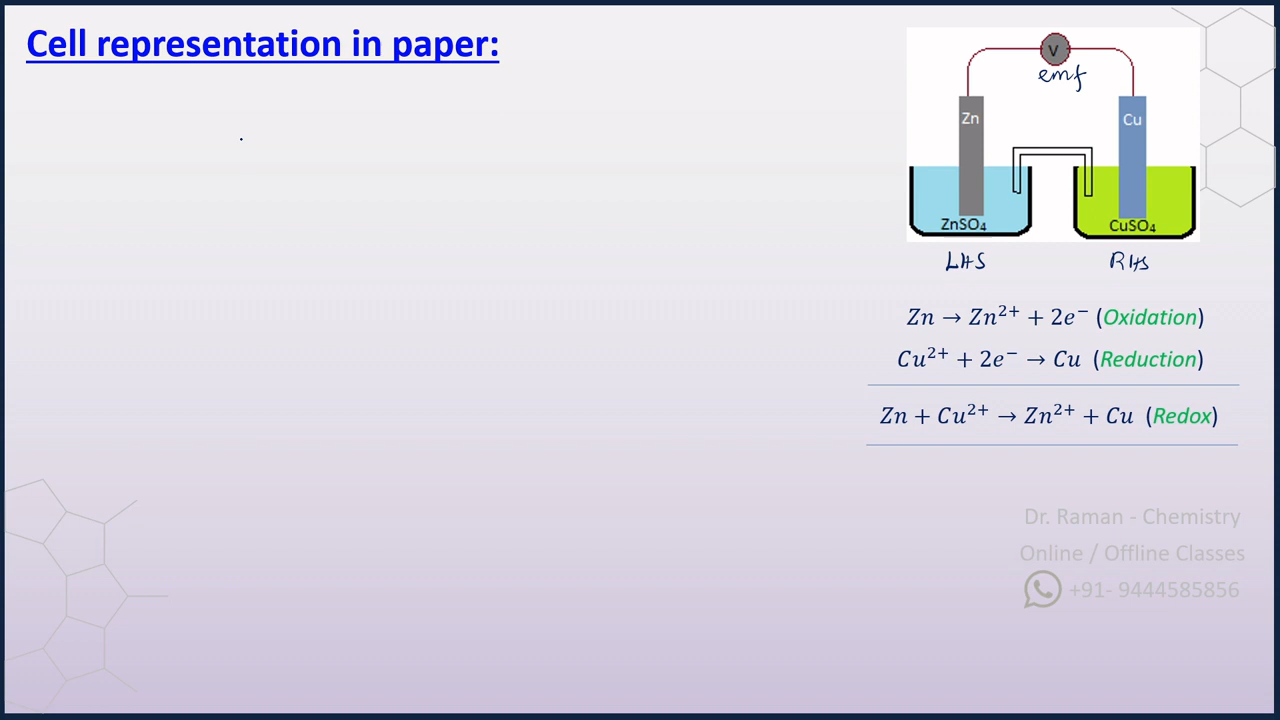 Cell representation in paper:
V
emf
Zn
Cu
ZnSO₄
CuSO₄
LHS
RHS
Zn → Zn²⁺ + 2e⁻ (Oxidation)
Cu²⁺ + 2e⁻ → Cu (Reduction)
Zn + Cu²⁺ → Zn²⁺ + Cu (Redox)
Dr. Raman - Chemistry
Online / Offline Classes
+91- 9444585856